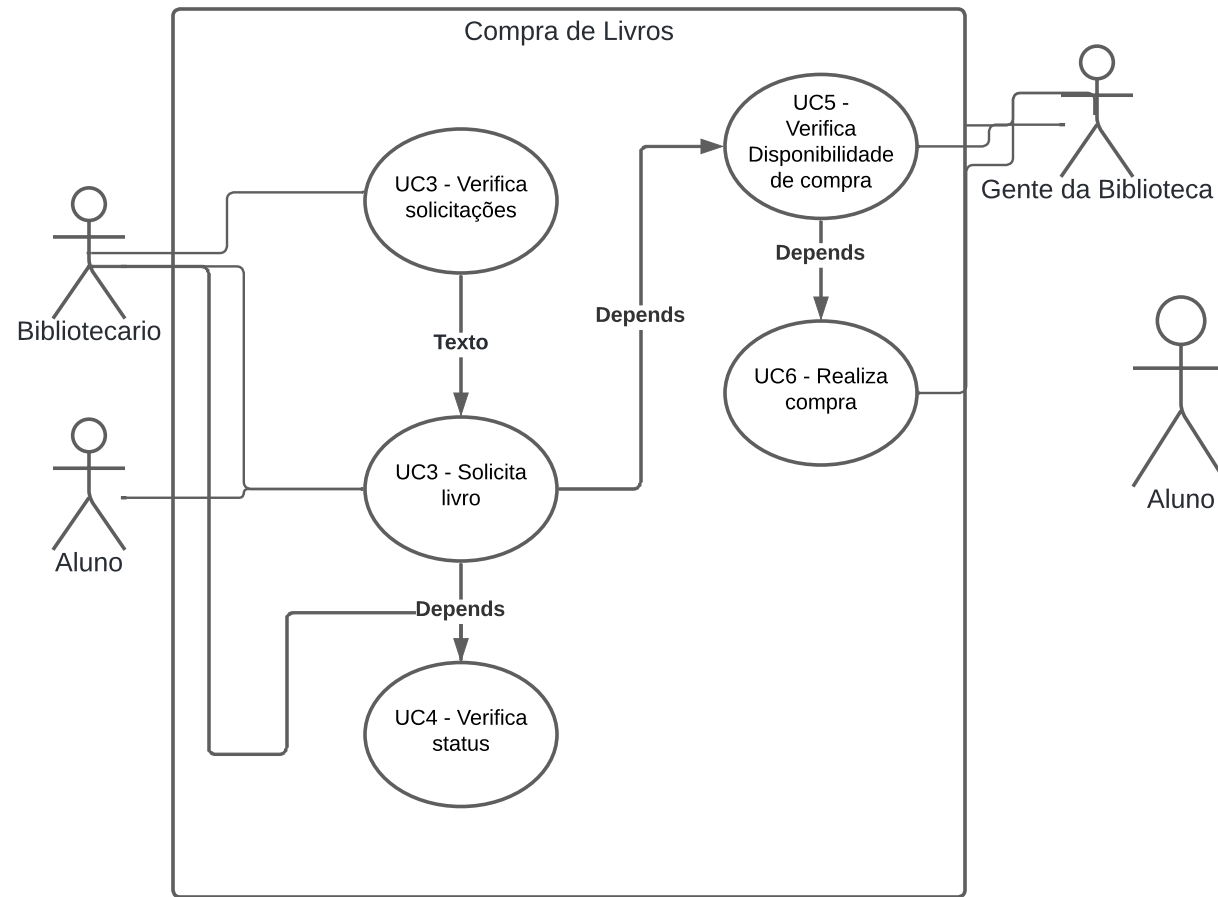 Compra de Livros
UC5 -
Verifica
Disponibilidade
de compra
UC3 - Verifica
solicitações
Gente da Biblioteca
Depends
Bibliotecario
Depends
Texto
UC6 - Realiza
compra
UC3 - Solicita
livro
Aluno
Aluno
Depends
UC4 - Verifica
status